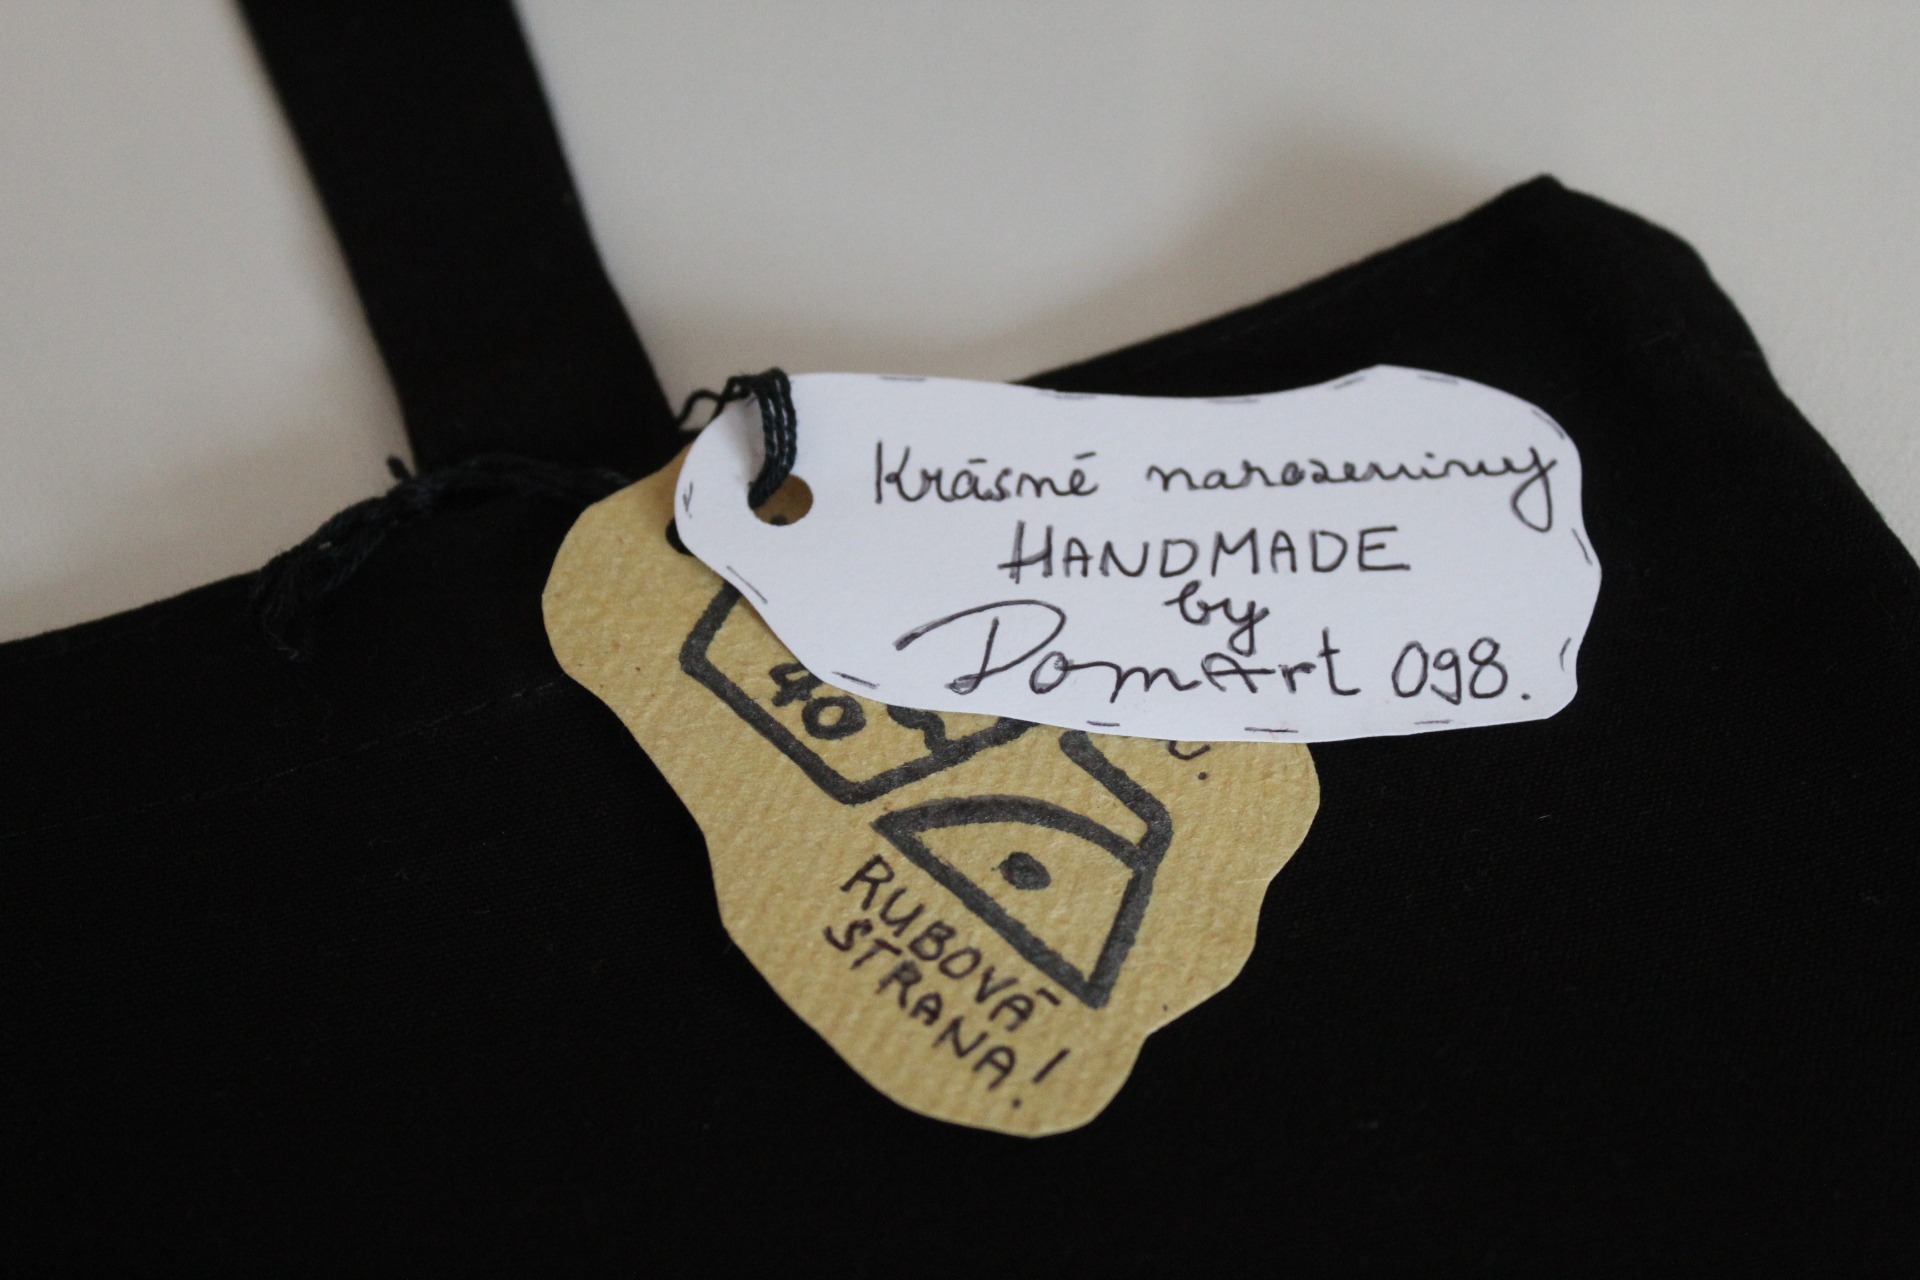 Krásné narozeniny
HANDMADE
by
DomArt 098.
40
RUBOVÁ
STRANA!